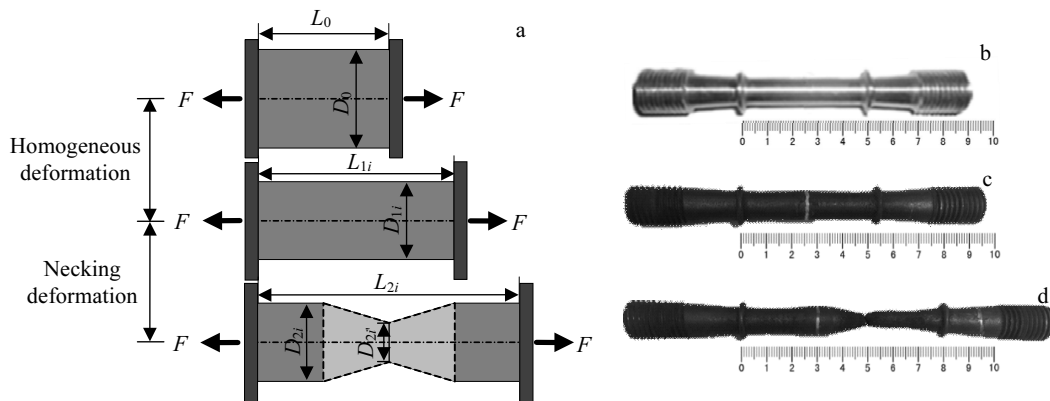 a
L0
F
F
D0
Homogeneous
deformation
L1i
F
F
D1i
Necking
deformation
L2i
F
F
D2i
D2i
b
0 1 2 3 4 5 6 7 8 9 10
c
0 1 2 3 4 5 6 7 8 9 10
d
0 1 2 3 4 5 6 7 8 9 10